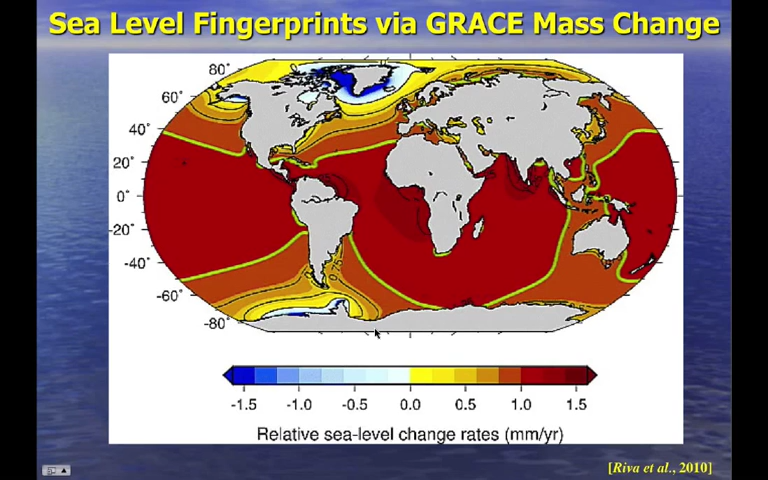 Sea Level Fingerprints via GRACE Mass Change
80°
60°
40°
20°
0°
-20°
-40°
-60°
-80°
-1.5 -1.0 -0.5 0.0 0.5 1.0 1.5
Relative sea-level change rates (mm/yr)
[Riva et al., 2010]